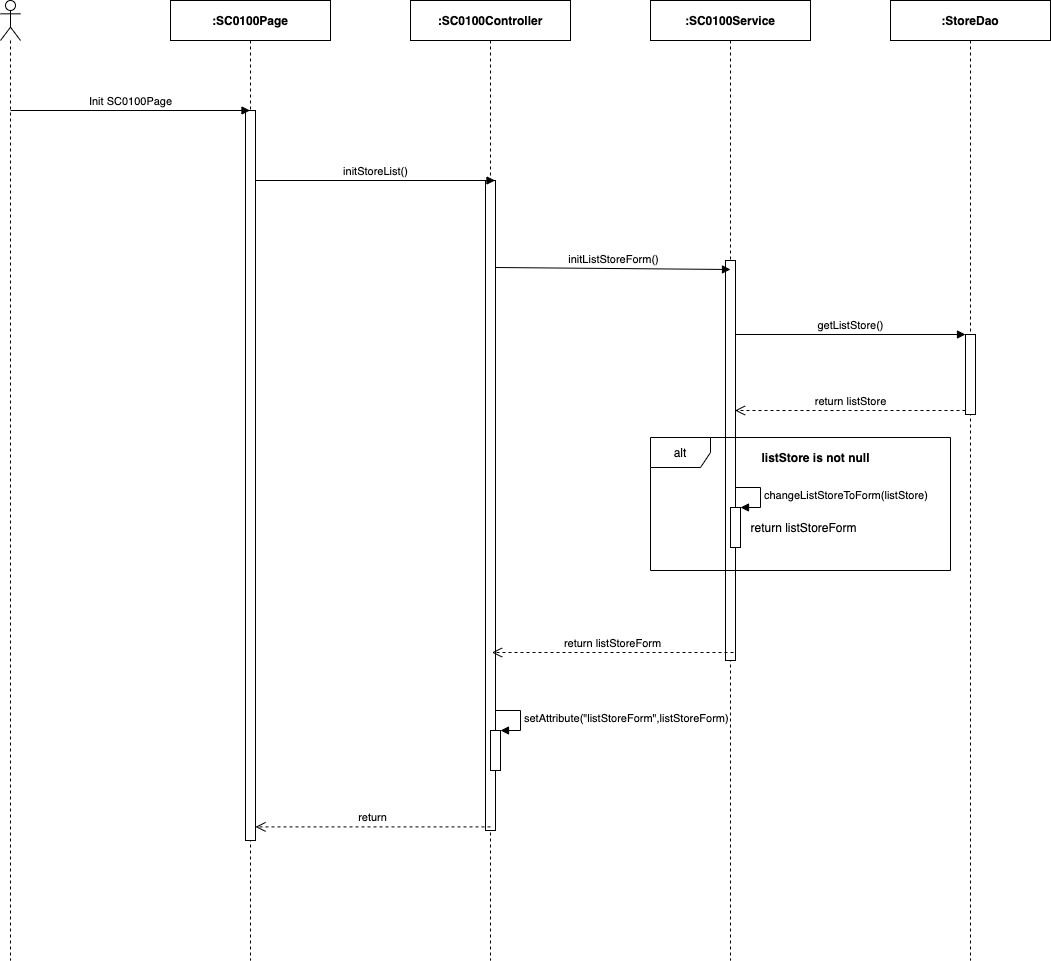 :SC0100Page
:SC0100Controller
:SC0100Service
:StoreDao
Init SC0100Page
initStoreList()
initListStoreForm()
getListStore()
return listStore
alt
listStore is not null
changeListStoreToForm(listStore)
return listStoreForm
return listStoreForm
setAttribute("listStoreForm",listStoreForm)
return